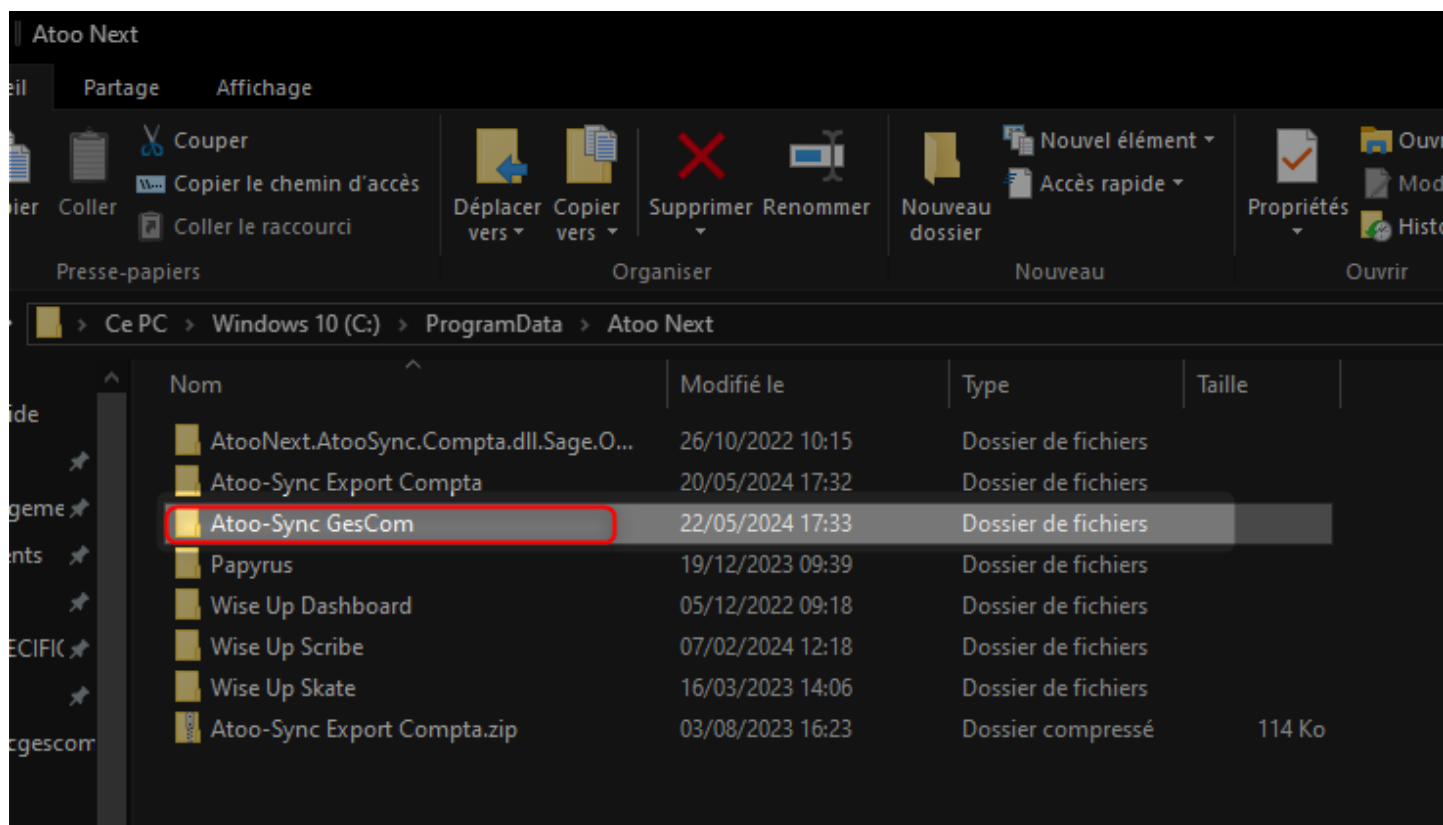 Atoo Next
Partage Affichage
Couper
Copier le chemin d'accès
Coller le raccourci
Coller
Presse-papiers
Déplacer vers
Copier vers
Supprimer Renommer
Organiser
Nouveau dossier
Nouvel élément
Accès rapide
Nouveau
Propriétés
Ouvrir
Ce PC > Windows 10 (C:) > ProgramData > Atoo Next
Nom Modifié le Type Taille
AtooNext.AtooSync.Compta.dll.Sage.O... 26/10/2022 10:15 Dossier de fichiers
Atoo-Sync Export Compta 20/05/2024 17:32 Dossier de fichiers
Atoo-Sync GesCom 22/05/2024 17:33 Dossier de fichiers
Papyrus 19/12/2023 09:39 Dossier de fichiers
Wise Up Dashboard 05/12/2022 09:18 Dossier de fichiers
Wise Up Scribe 07/02/2024 12:18 Dossier de fichiers
Wise Up Skate 16/03/2023 14:06 Dossier de fichiers
Atoo-Sync Export Compta.zip 03/08/2023 16:23 Dossier compressé 114 Ko